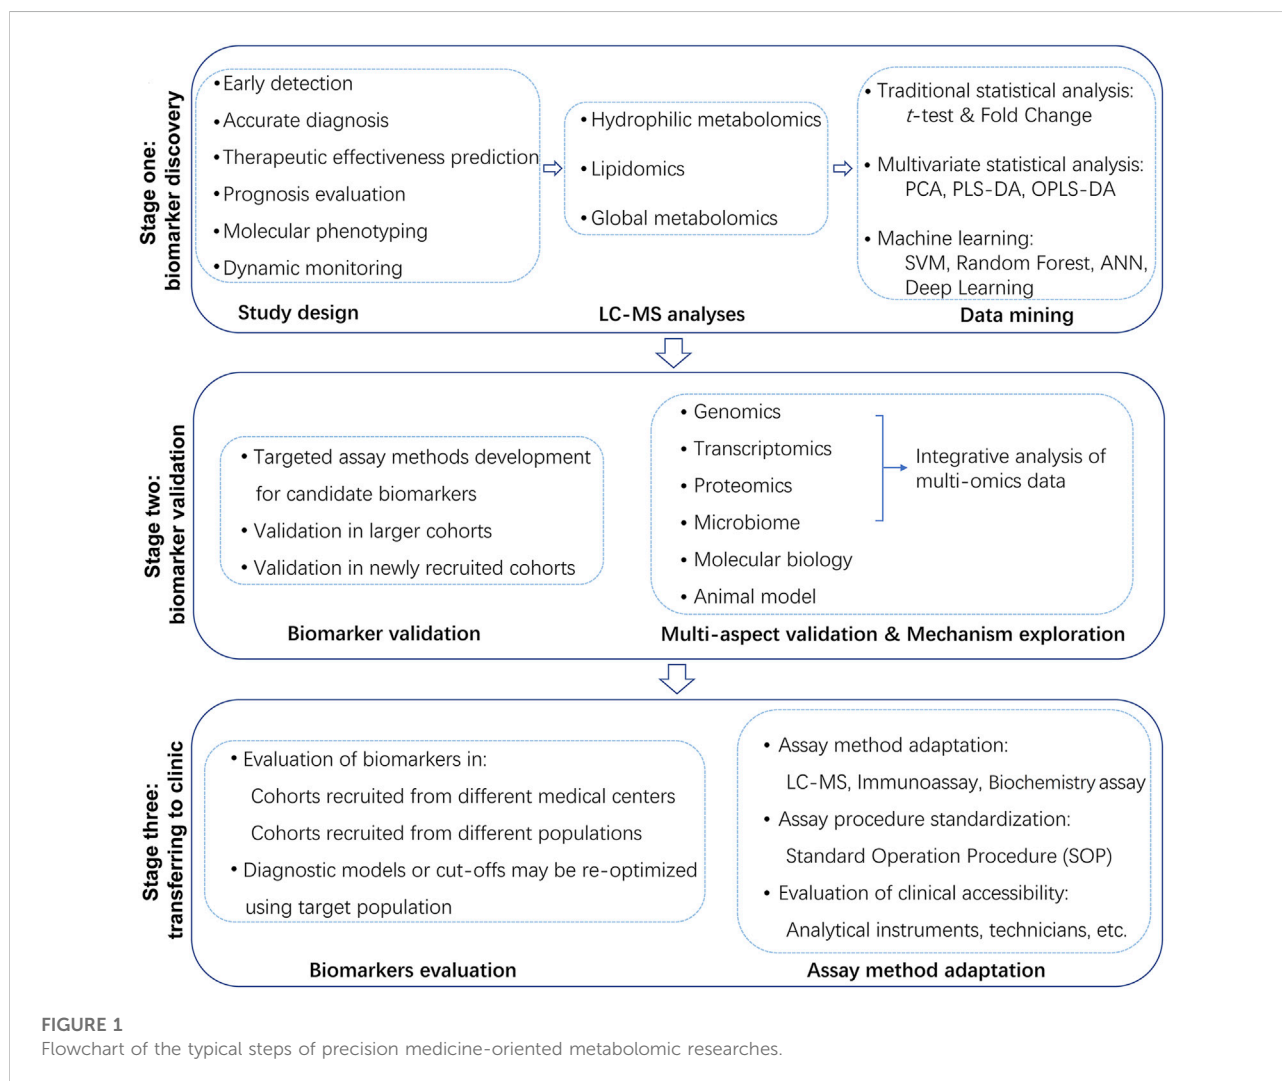 Stage one:
biomarker discovery
•Early detection
•Accurate diagnosis
•Therapeutic effectiveness prediction
•Prognosis evaluation
•Molecular phenotyping
•Dynamic monitoring
Study design
•Hydrophilic metabolomics
•Lipidomics
•Global metabolomics
LC-MS analyses
• Traditional statistical analysis:
t-test & Fold Change
• Multivariate statistical analysis:
PCA, PLS-DA, OPLS-DA
• Machine learning:
SVM, Random Forest, ANN,
Deep Learning
Data mining
Stage two:
biomarker validation
• Targeted assay methods development
for candidate biomarkers
• Validation in larger cohorts
• Validation in newly recruited cohorts
Biomarker validation
• Genomics
• Transcriptomics
• Proteomics
• Microbiome
• Molecular biology
• Animal model
Integrative analysis of
multi-omics data
Multi-aspect validation & Mechanism exploration
Stage three:
transferring to clinic
• Evaluation of biomarkers in:
Cohorts recruited from different medical centers
Cohorts recruited from different populations
• Diagnostic models or cut-offs may be re-optimized
using target population
Biomarkers evaluation
• Assay method adaptation:
LC-MS, Immunoassay, Biochemistry assay
• Assay procedure standardization:
Standard Operation Procedure (SOP)
• Evaluation of clinical accessibility:
Analytical instruments, technicians, etc.
Assay method adaptation
FIGURE 1
Flowchart of the typical steps of precision medicine-oriented metabolomic researches.